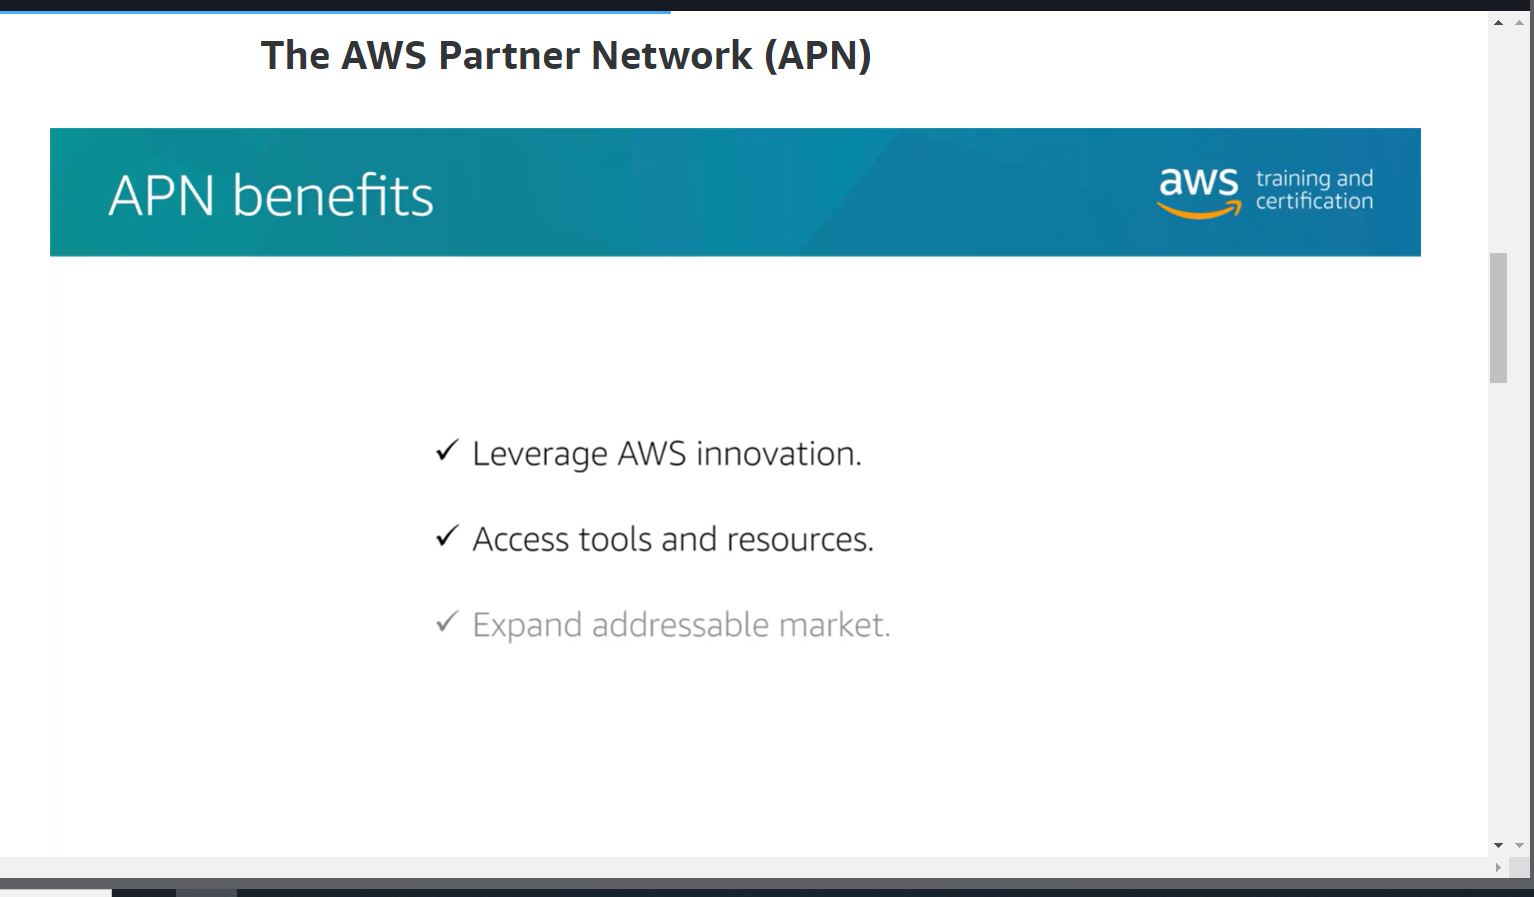 The AWS Partner Network (APN)
APN benefits
aws training and
certification
✓ Leverage AWS innovation.
✓ Access tools and resources.
✓ Expand addressable market.